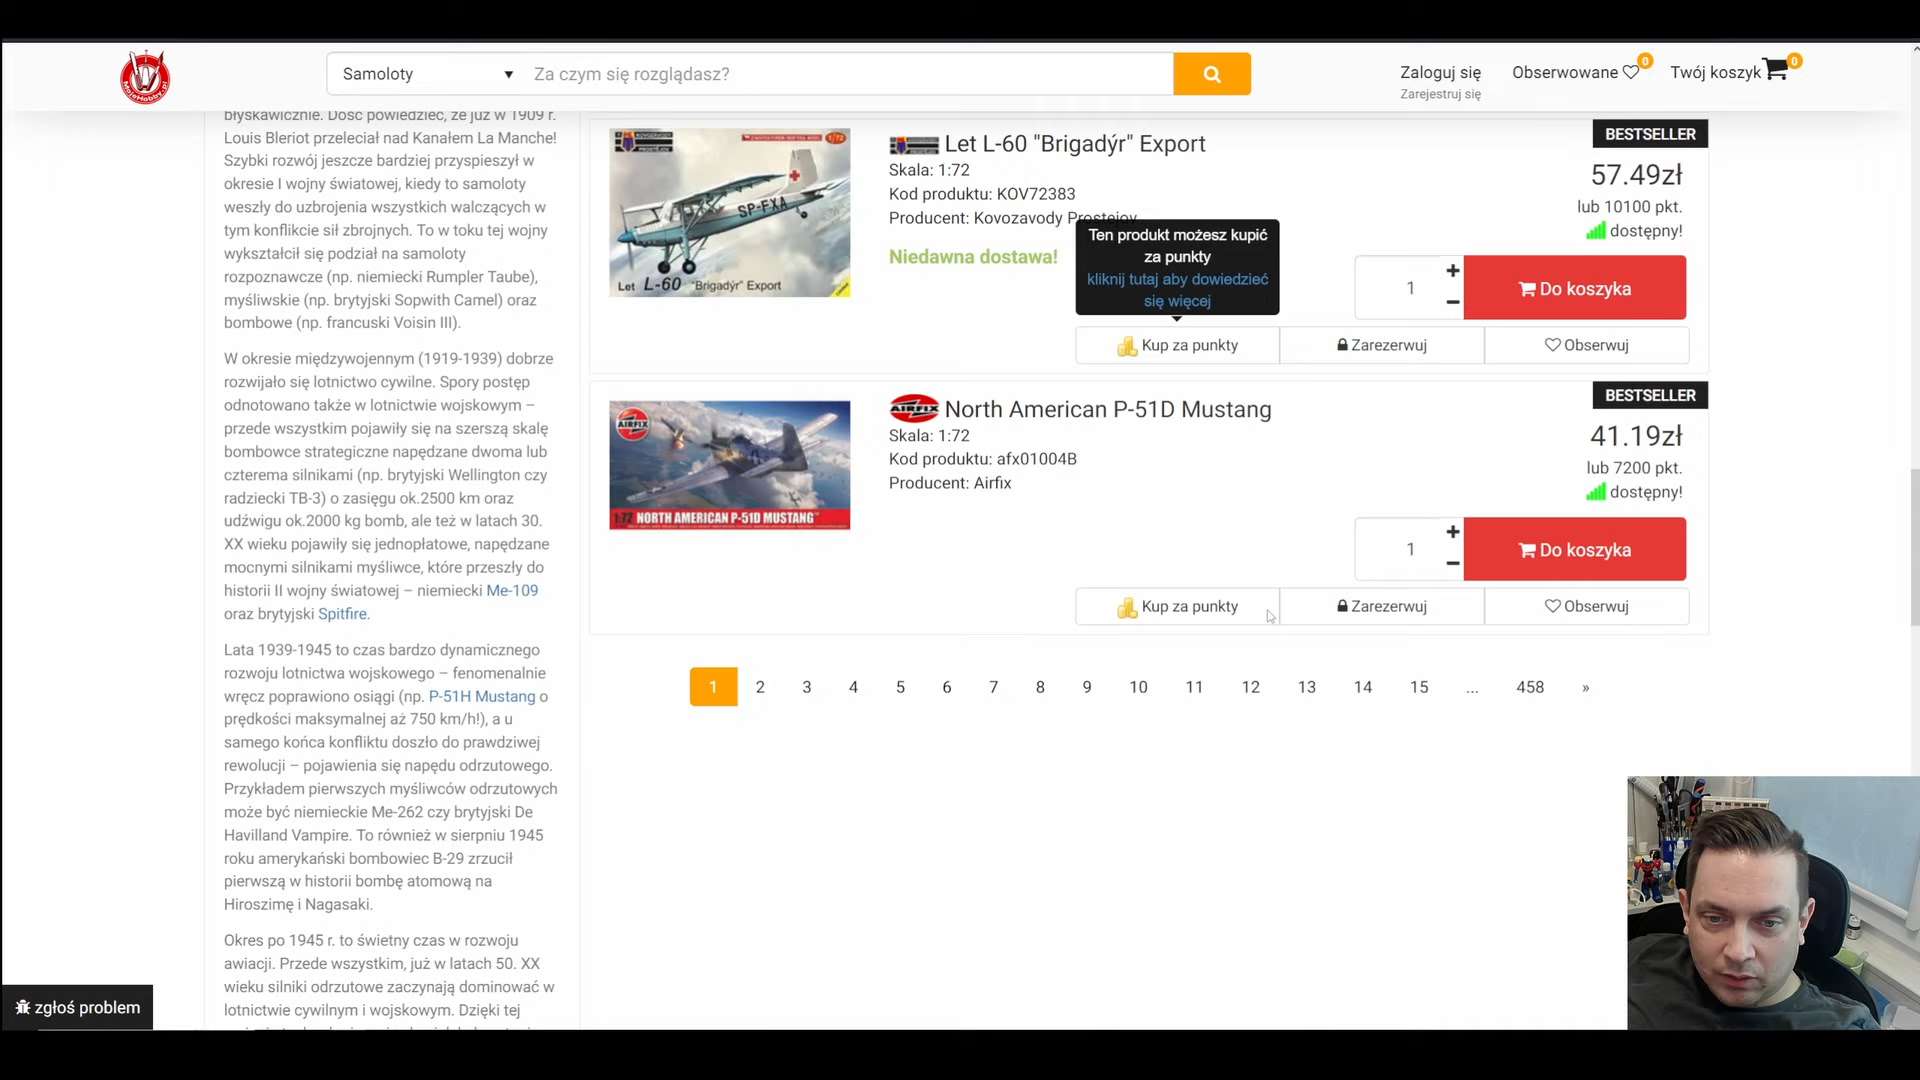 Samoloty
Za czym się rozglądasz?
Zaloguj się
Zarejestruj się
Obserwowane
0
Twój koszyk
0
błyskawicznie. Dość powiedzieć, że już w 1909 r.
Louis Bleriot przeleciał nad Kanałem La Manche!
Szybki rozwój jeszcze bardziej przyspieszył w
okresie I wojny światowej, kiedy to samoloty
weszły do uzbrojenia wszystkich walczących w
tym konflikcie sił zbrojnych. To w toku tej wojny
wykształcił się podział na samoloty
rozpoznawcze (np. niemiecki Rumpler Taube),
myśliwskie (np. brytyjski Sopwith Camel) oraz
bombowe (np. francuski Voisin III).
W okresie międzywojennym (1919-1939) dobrze
rozwijało się lotnictwo cywilne. Spory postęp
odnotowano także w lotnictwie wojskowym –
przede wszystkim pojawiły się na szerszą skalę
bombowce strategiczne napędzane dwoma lub
czterema silnikami (np. brytyjski Wellington czy
radziecki TB-3) o zasięgu ok.2500 km oraz
udźwigu ok.2000 kg bomb, ale też w latach 30.
XX wieku pojawiły się jednopłatowe, napędzane
mocnymi silnikami myśliwce, które przeszły do
historii II wojny światowej – niemiecki Me-109
oraz brytyjski Spitfire.
Lata 1939-1945 to czas bardzo dynamicznego
rozwoju lotnictwa wojskowego – fenomenalnie
wręcz poprawiono osiągi (np. P-51H Mustang o
prędkości maksymalnej aż 750 km/h!), a u
samego końca konfliktu doszło do prawdziwej
rewolucji – pojawienia się napędu odrzutowego.
Przykładem pierwszych myśliwców odrzutowych
może być niemieckie Me-262 czy brytyjski De
Havilland Vampire. To również w sierpniu 1945
roku amerykański bombowiec B-29 zrzucił
pierwszą w historii bombę atomową na
Hiroszimę i Nagasaki.
Okres po 1945 r. to świetny czas w rozwoju
awiacji. Przede wszystkim, już w latach 50. XX
wieku silniki odrzutowe zaczynają dominować w
lotnictwie cywilnym i wojskowym. Dzięki tej
zgłoś problem
1/72
SP-FXA
Let L-60 "Brigadýr" Export
Let L-60 "Brigadýr" Export
Skala: 1:72
Kod produktu: KOV72383
Producent: Kovozavody Prostejov
Niedawna dostawa!
Ten produkt możesz kupić
za punkty
kliknij tutaj aby dowiedzieć
się więcej
BESTSELLER
57.49zł
lub 10100 pkt.
dostępny!
1
+
−
Do koszyka
Kup za punkty
Zarezerwuj
Obserwuj
AIRFIX
1:72 NORTH AMERICAN P-51D MUSTANG™
AIRFIX
North American P-51D Mustang
Skala: 1:72
Kod produktu: afx01004B
Producent: Airfix
BESTSELLER
41.19zł
lub 7200 pkt.
dostępny!
1
+
−
Do koszyka
Kup za punkty
Zarezerwuj
Obserwuj
1 2 3 4 5 6 7 8 9 10 11 12 13 14 15 ... 458 »